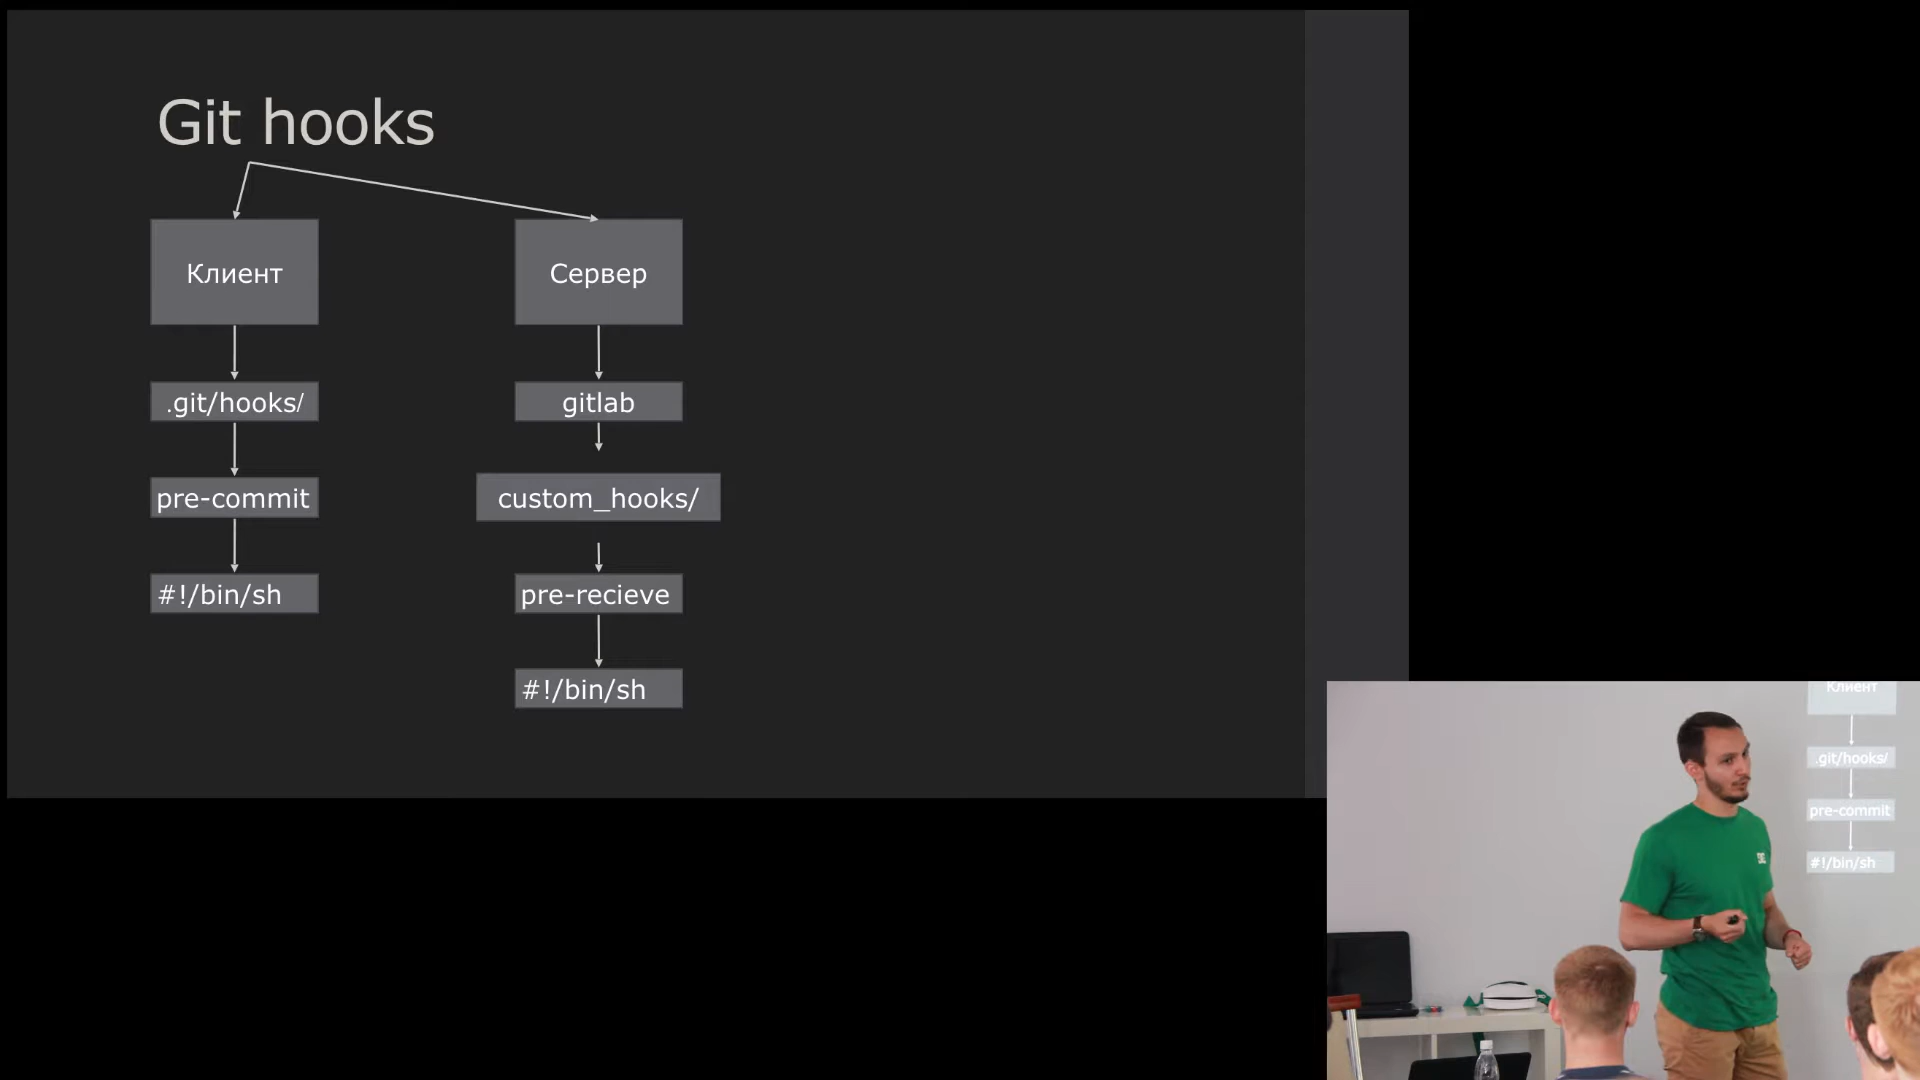 Git hooks
Клиент
Сервер
.git/hooks/
gitlab
pre-commit
custom_hooks/
#!/bin/sh
pre-recieve
#!/bin/sh
Клиент
.git/hooks/
pre-commit
#!/bin/sh